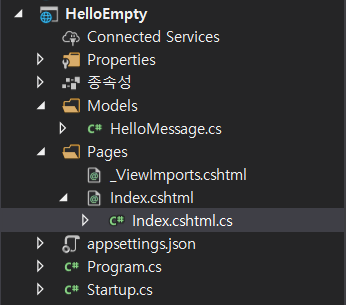 HelloEmpty
Connected Services
Properties
종속성
Models
C# HelloMessage.cs
Pages
_ViewImports.cshtml
Index.cshtml
C# Index.cshtml.cs
appsettings.json
C# Program.cs
C# Startup.cs